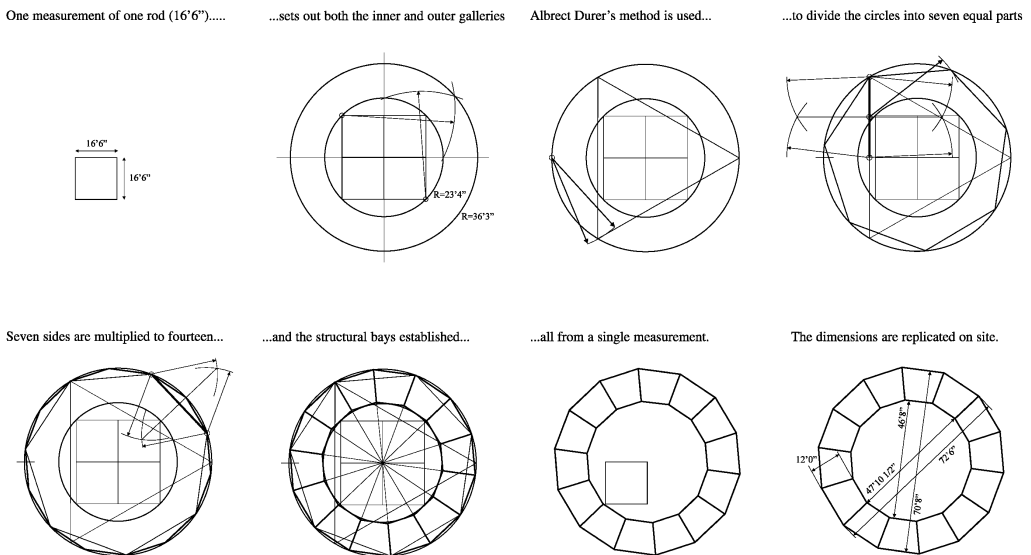 One measurement of one rod (16'6").....
...sets out both the inner and outer galleries
Albrect Durer's method is used...
...to divide the circles into seven equal parts
16'6"
16'6"
R=23'4"
R=36'3"
Seven sides are multiplied to fourteen...
...and the structural bays established...
...all from a single measurement.
The dimensions are replicated on site.
12'0"
46'8"
47'10 1/2"
72'6"
70'8"